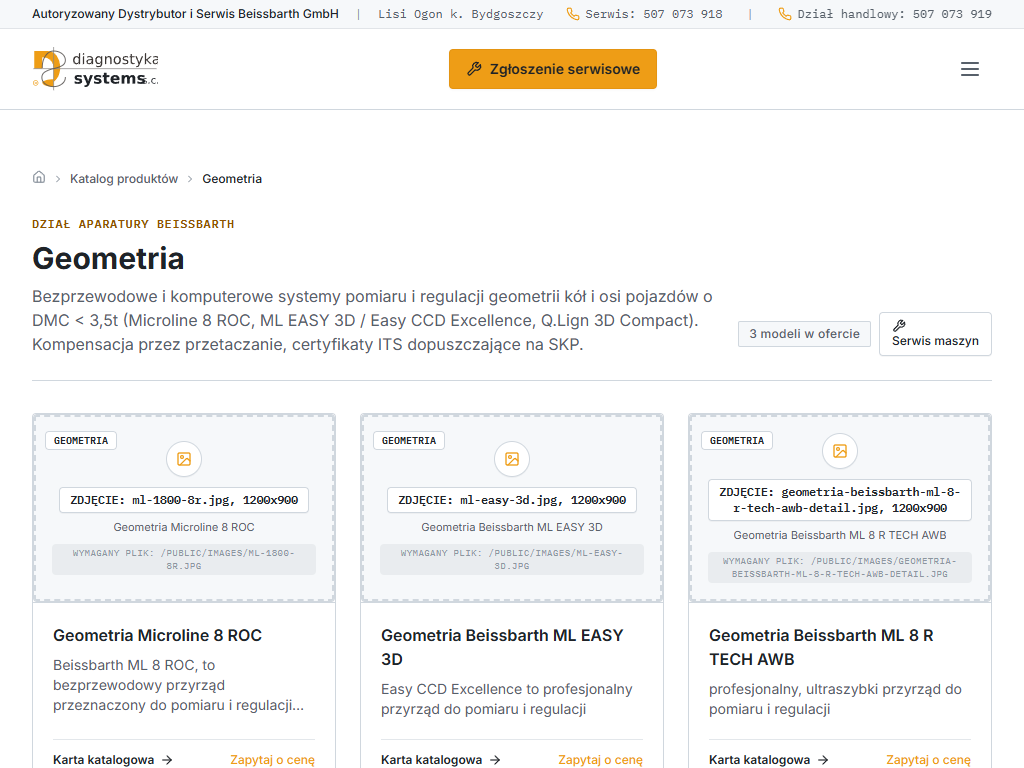 Autoryzowany Dystrybutor i Serwis Beissbarth GmbH | Lisi Ogon k. Bydgoszczy Serwis: 507 073 918 | Dział handlowy: 507 073 919
diagnostyka
systems s.c.
Zgłoszenie serwisowe
Katalog produktów Geometria
DZIAŁ APARATURY BEISSBARTH
Geometria
Bezprzewodowe i komputerowe systemy pomiaru i regulacji geometrii kół i osi pojazdów o
DMC < 3,5t (Microline 8 ROC, ML EASY 3D / Easy CCD Excellence, Q.Lign 3D Compact).
Kompensacja przez przetaczanie, certyfikaty ITS dopuszczające na SKP.
3 modeli w ofercie
Serwis maszyn
GEOMETRIA
ZDJĘCIE: ml-1800-8r.jpg, 1200x900
Geometria Microline 8 ROC
WYMAGANY PLIK: /PUBLIC/IMAGES/ML-1800-
8R.JPG
Geometria Microline 8 ROC
Beissbarth ML 8 ROC, to
bezprzewodowy przyrząd
przeznaczony do pomiaru i regulacji...
Karta katalogowa Zapytaj o cenę
GEOMETRIA
ZDJĘCIE: ml-easy-3d.jpg, 1200x900
Geometria Beissbarth ML EASY 3D
WYMAGANY PLIK: /PUBLIC/IMAGES/ML-EASY-
3D.JPG
Geometria Beissbarth ML EASY
3D
Easy CCD Excellence to profesjonalny
przyrząd do pomiaru i regulacji
Karta katalogowa Zapytaj o cenę
GEOMETRIA
ZDJĘCIE: geometria-beissbarth-ml-8-
r-tech-awb-detail.jpg, 1200x900
Geometria Beissbarth ML 8 R TECH AWB
WYMAGANY PLIK: /PUBLIC/IMAGES/GEOMETRIA-
BEISSBARTH-ML-8-R-TECH-AWB-DETAIL.JPG
Geometria Beissbarth ML 8 R
TECH AWB
profesjonalny, ultraszybki przyrząd do
pomiaru i regulacji
Karta katalogowa Zapytaj o cenę